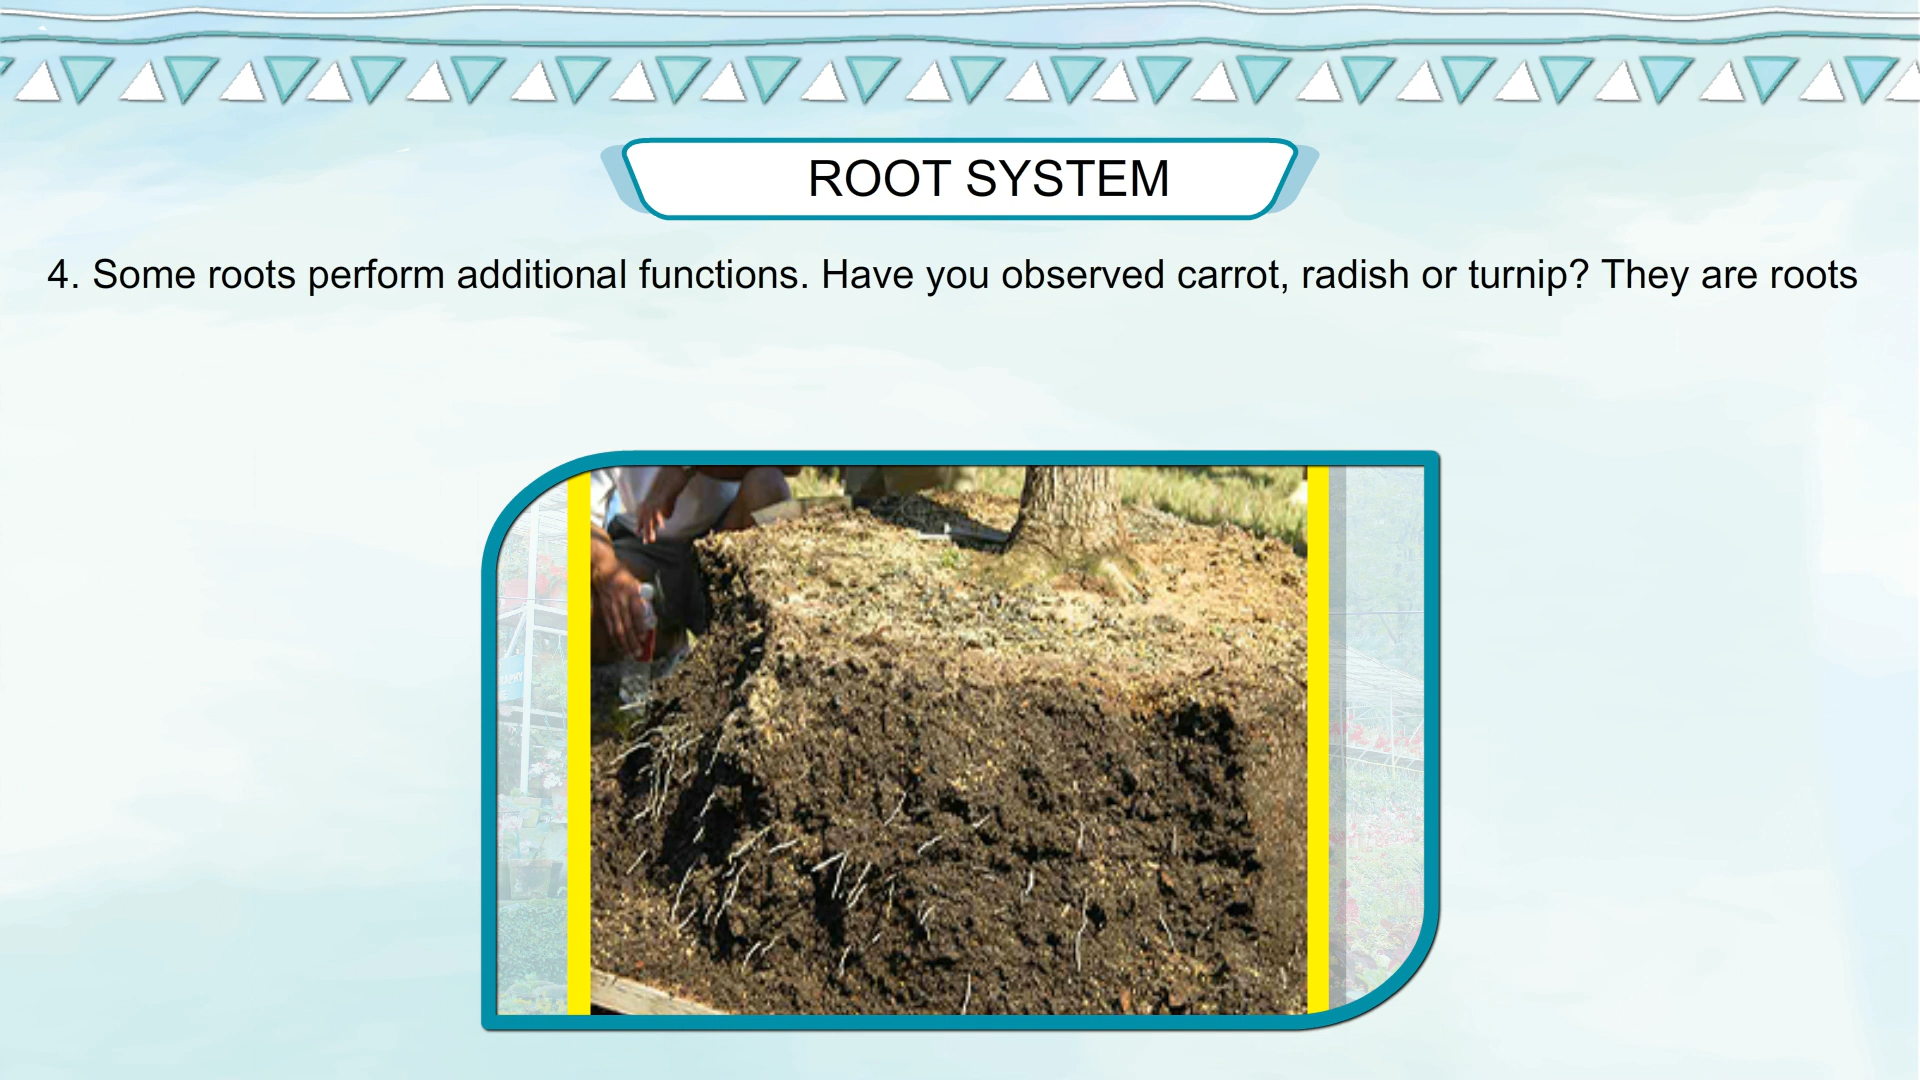 ROOT SYSTEM
4. Some roots perform additional functions. Have you observed carrot, radish or turnip? They are roots